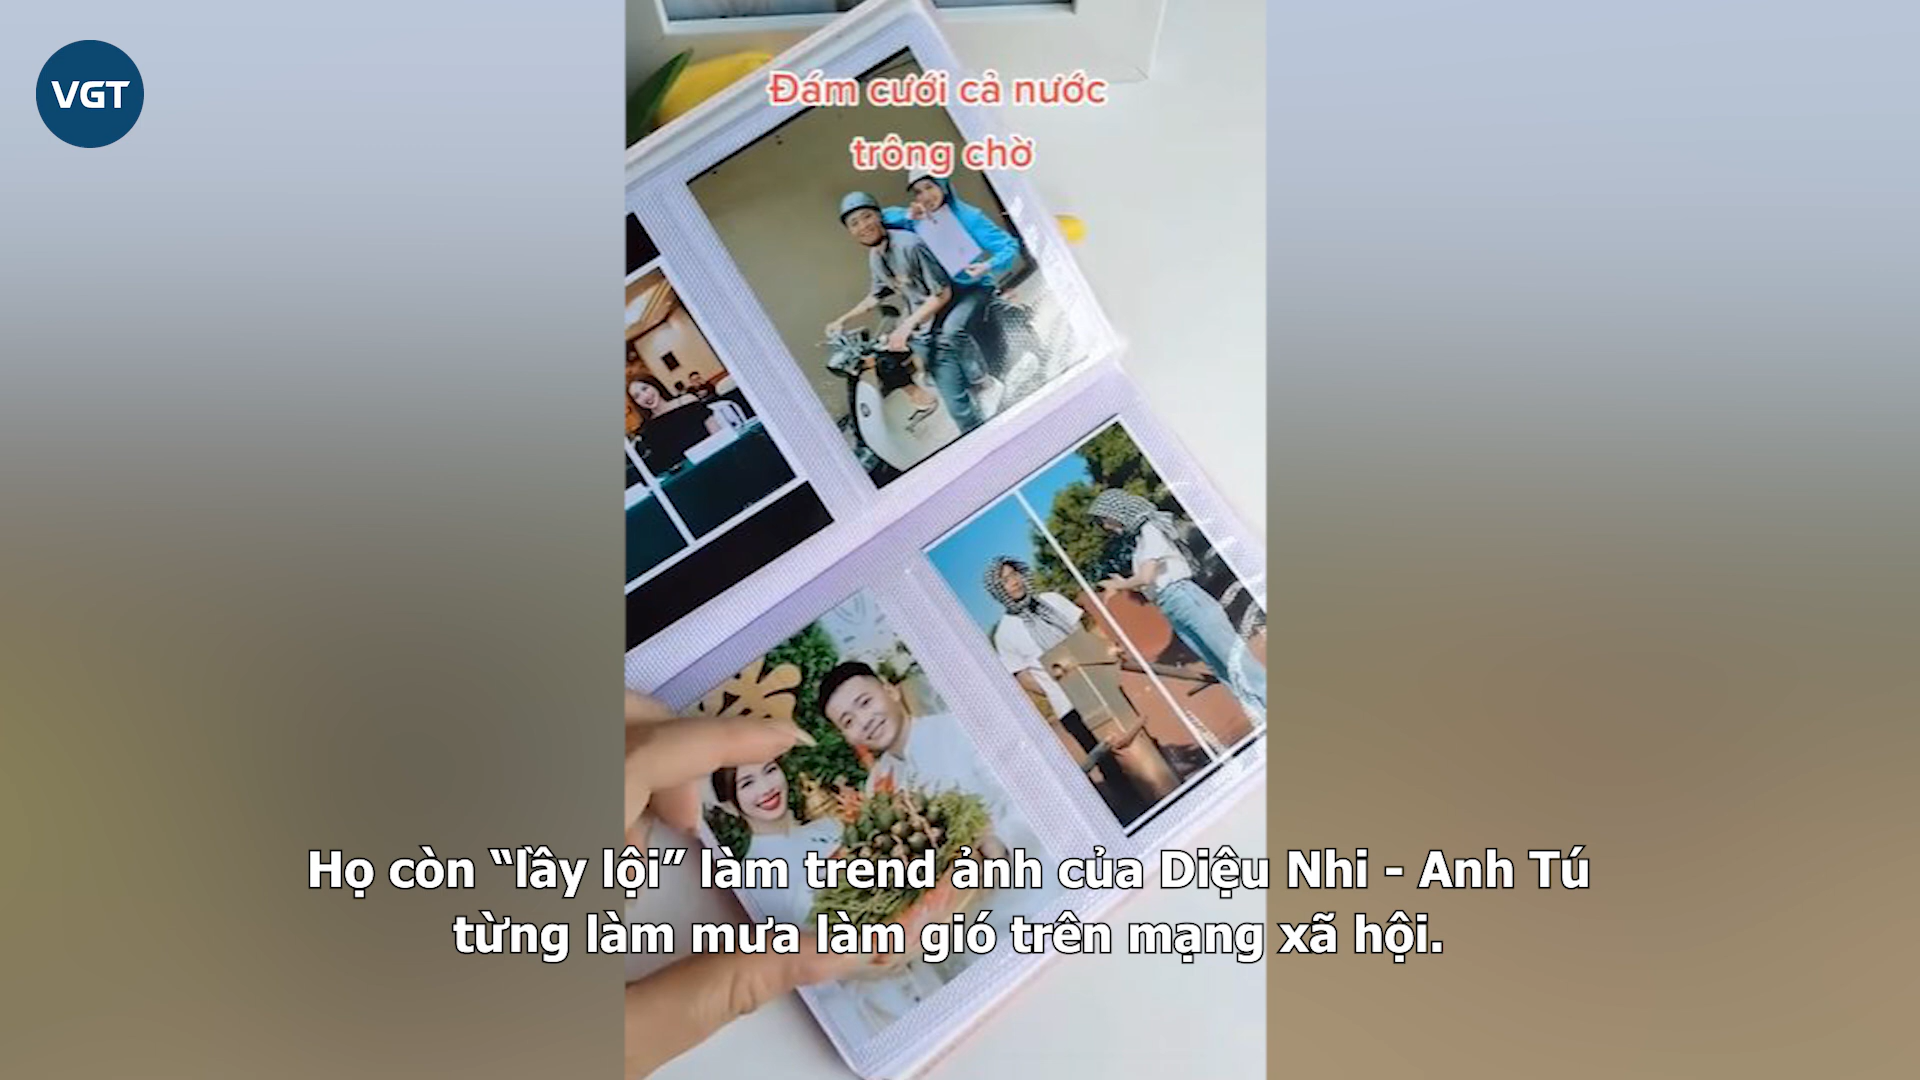 VGT
Đám cưới cả nước
trông chờ
Họ còn “lầy lội” làm trend ảnh của Diệu Nhi - Anh Tú
từng làm mưa làm gió trên mạng xã hội.